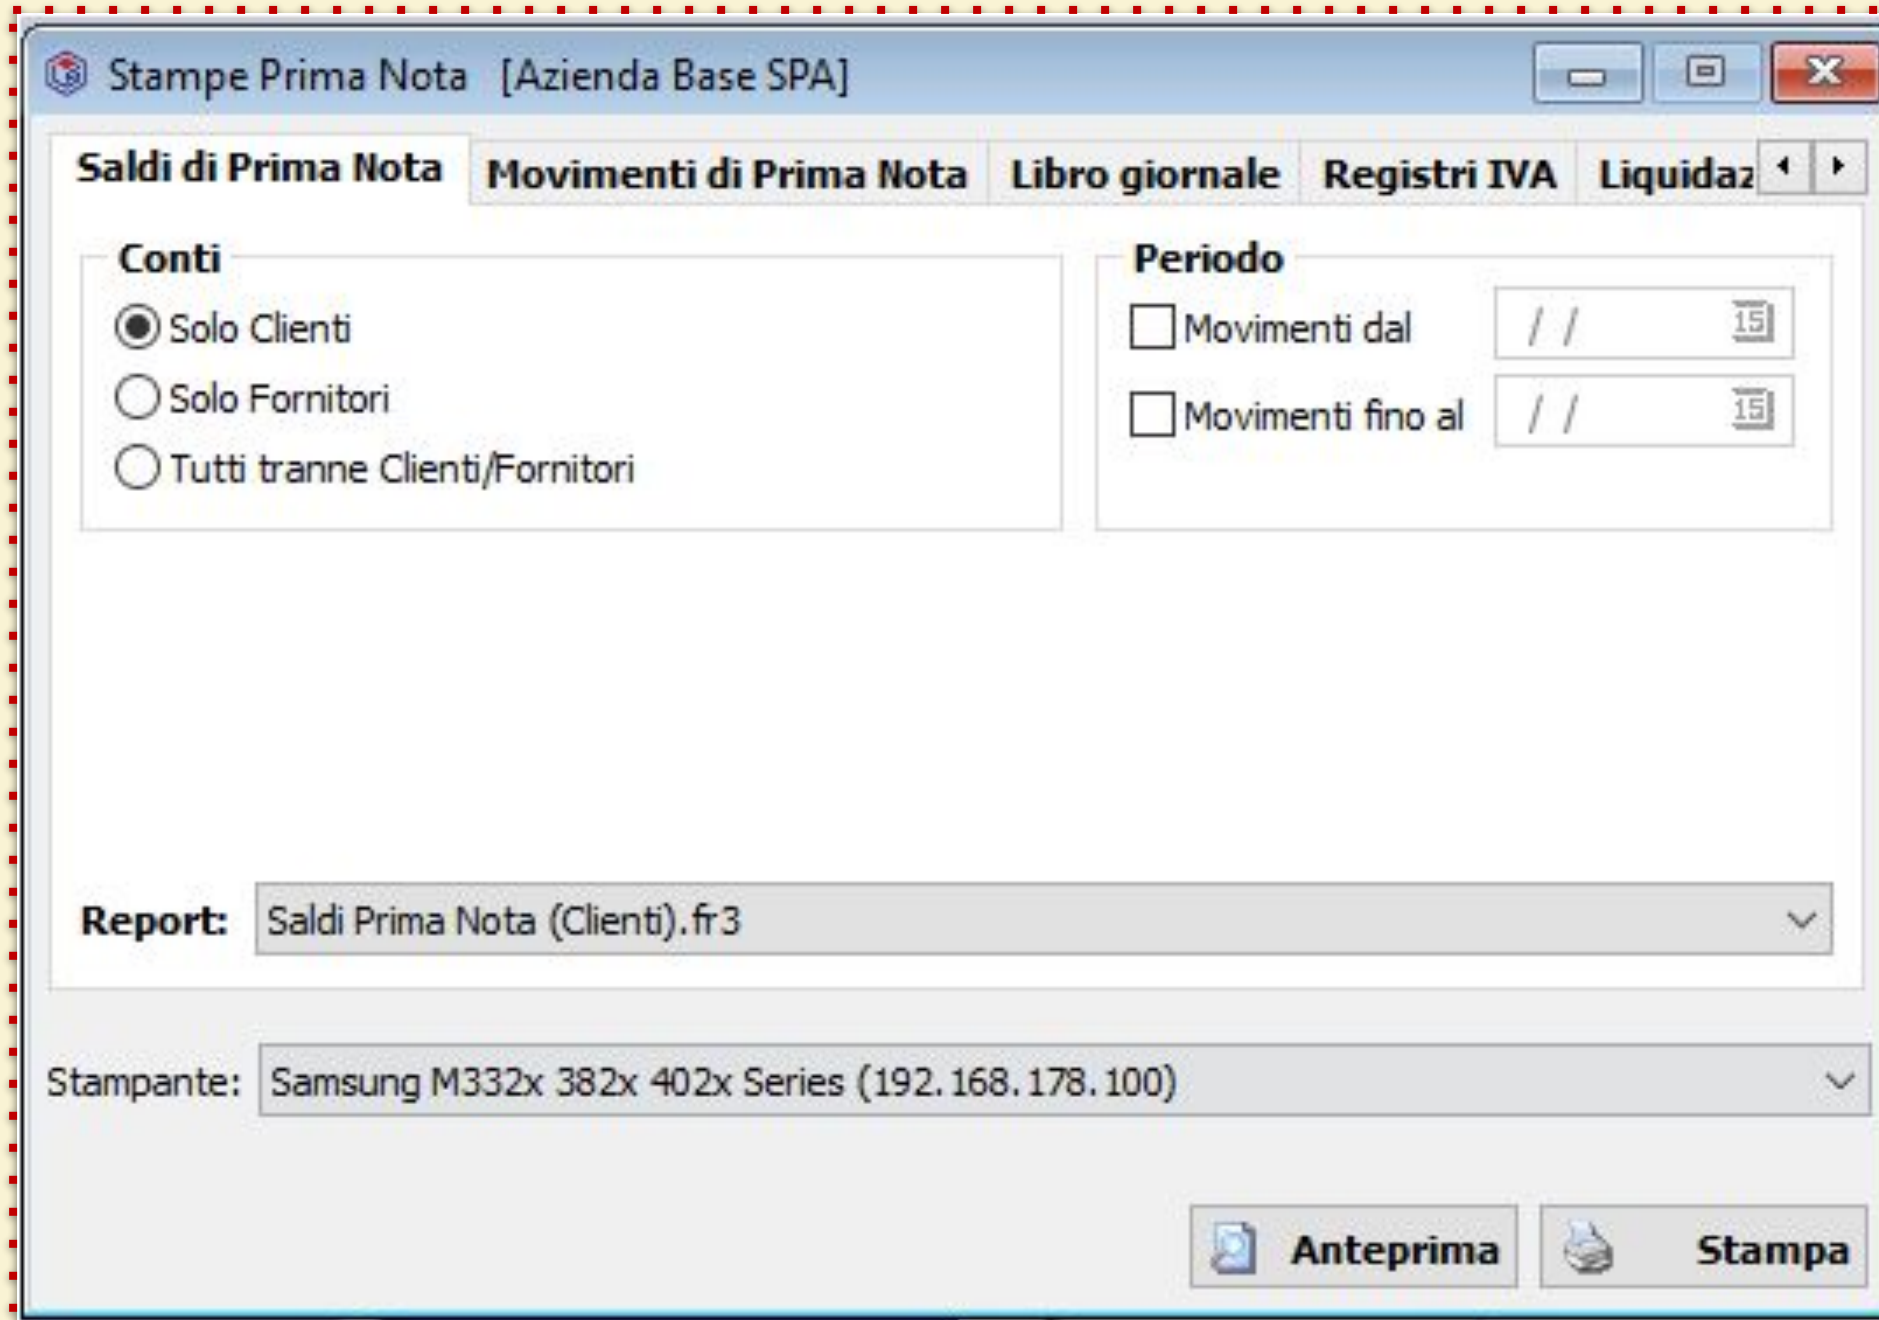 Stampe Prima Nota [Azienda Base SPA]
Saldi di Prima Nota Movimenti di Prima Nota Libro giornale Registri IVA Liquidaz
Conti Periodo
Solo Clienti Movimenti dal / / 15
Solo Fornitori Movimenti fino al / / 15
Tutti tranne Clienti/Fornitori
Report: Saldi Prima Nota (Clienti).fr3
Stampante: Samsung M332x 382x 402x Series (192.168.178.100)
Anteprima Stampa